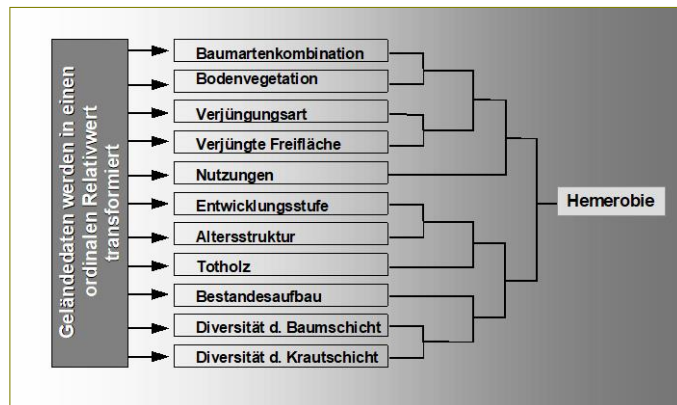 Geländedaten werden in einen
ordinalen Relativwert
transformiert
Baumartenkombination
Bodenvegetation
Verjüngungsart
Verjüngte Freifläche
Nutzungen
Entwicklungsstufe
Altersstruktur
Totholz
Bestandesaufbau
Diversität d. Baumschicht
Diversität d. Krautschicht
Hemerobie